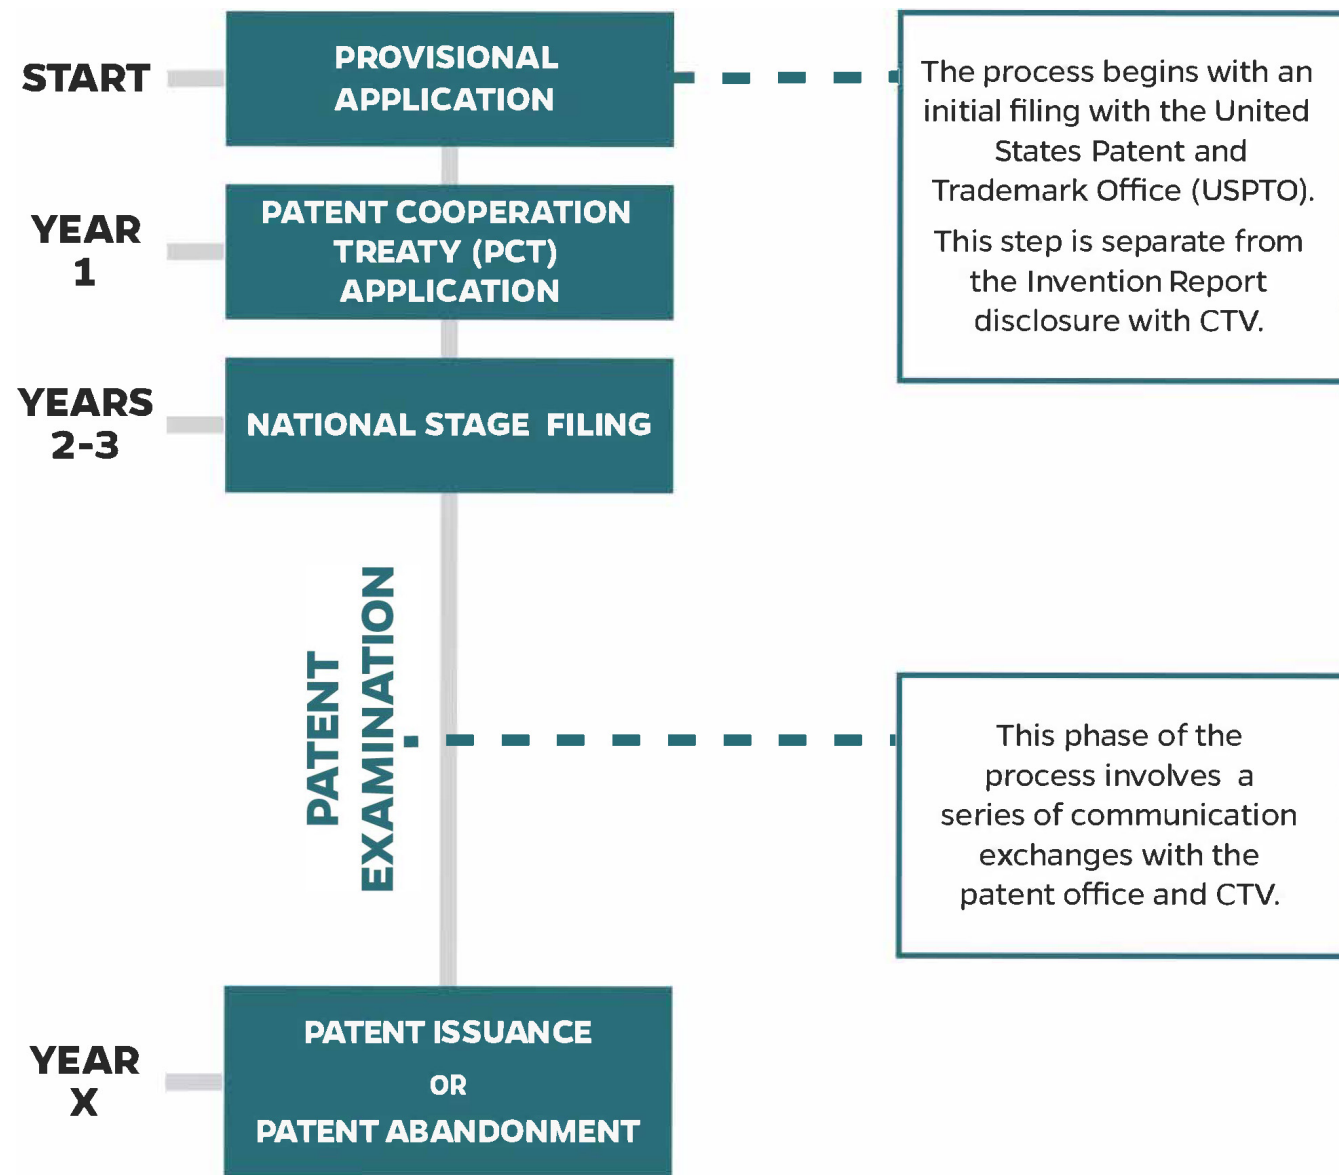 START
PROVISIONAL
APPLICATION
The process begins with an
initial filing with the United
States Patent and
Trademark Office (USPTO).
This step is separate from
the Invention Report
disclosure with CTV.
YEAR
1
PATENT COOPERATION
TREATY (PCT)
APPLICATION
YEARS
2-3
NATIONAL STAGE FILING
PATENT
EXAMINATION
This phase of the
process involves a
series of communication
exchanges with the
patent office and CTV.
YEAR
X
PATENT ISSUANCE
OR
PATENT ABANDONMENT